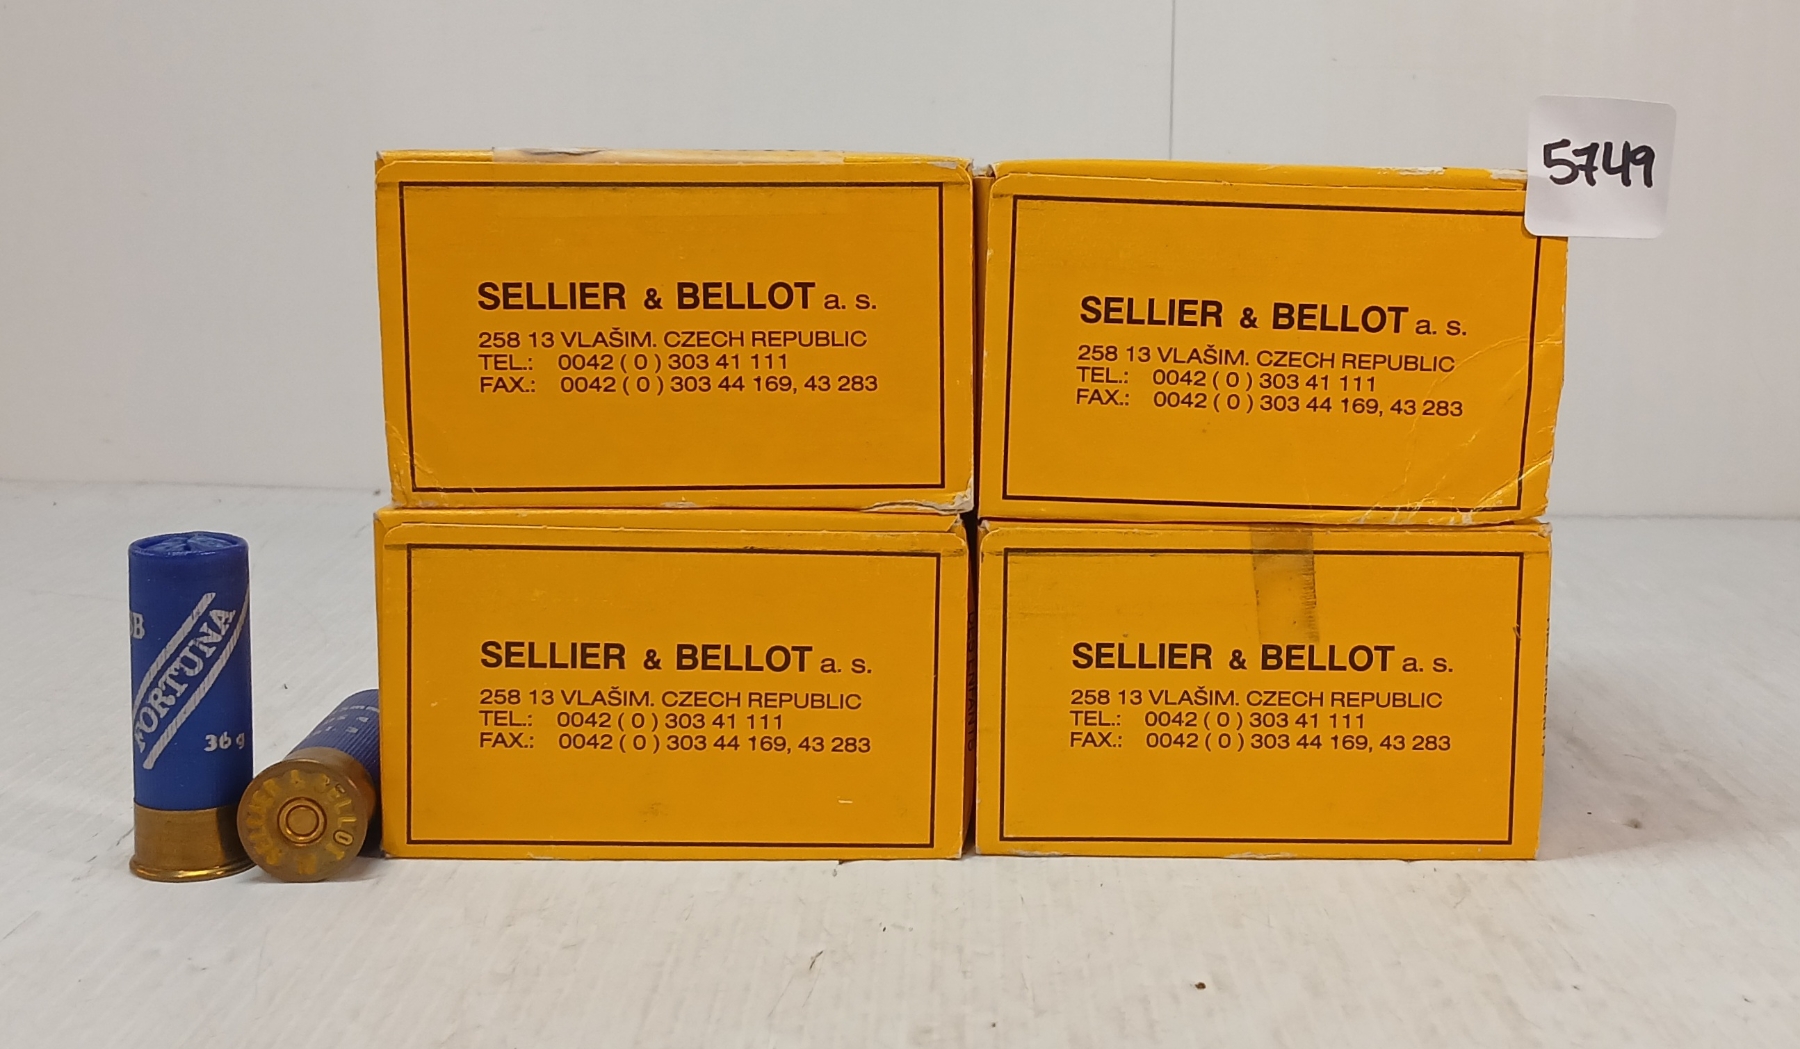 5749
SELLIER & BELLOT a. s.
258 13 VLAŠIM. CZECH REPUBLIC
TEL.: 0042 ( 0 ) 303 41 111
FAX.: 0042 ( 0 ) 303 44 169, 43 283
SELLIER & BELLOT a. s.
258 13 VLAŠIM. CZECH REPUBLIC
TEL.: 0042 ( 0 ) 303 41 111
FAX.: 0042 ( 0 ) 303 44 169, 43 283
SELLIER & BELLOT a. s.
258 13 VLAŠIM. CZECH REPUBLIC
TEL.: 0042 ( 0 ) 303 41 111
FAX.: 0042 ( 0 ) 303 44 169, 43 283
SELLIER & BELLOT a. s.
258 13 VLAŠIM. CZECH REPUBLIC
TEL.: 0042 ( 0 ) 303 41 111
FAX.: 0042 ( 0 ) 303 44 169, 43 283
FORTUNA
36 g
SELLIER & BELLOT